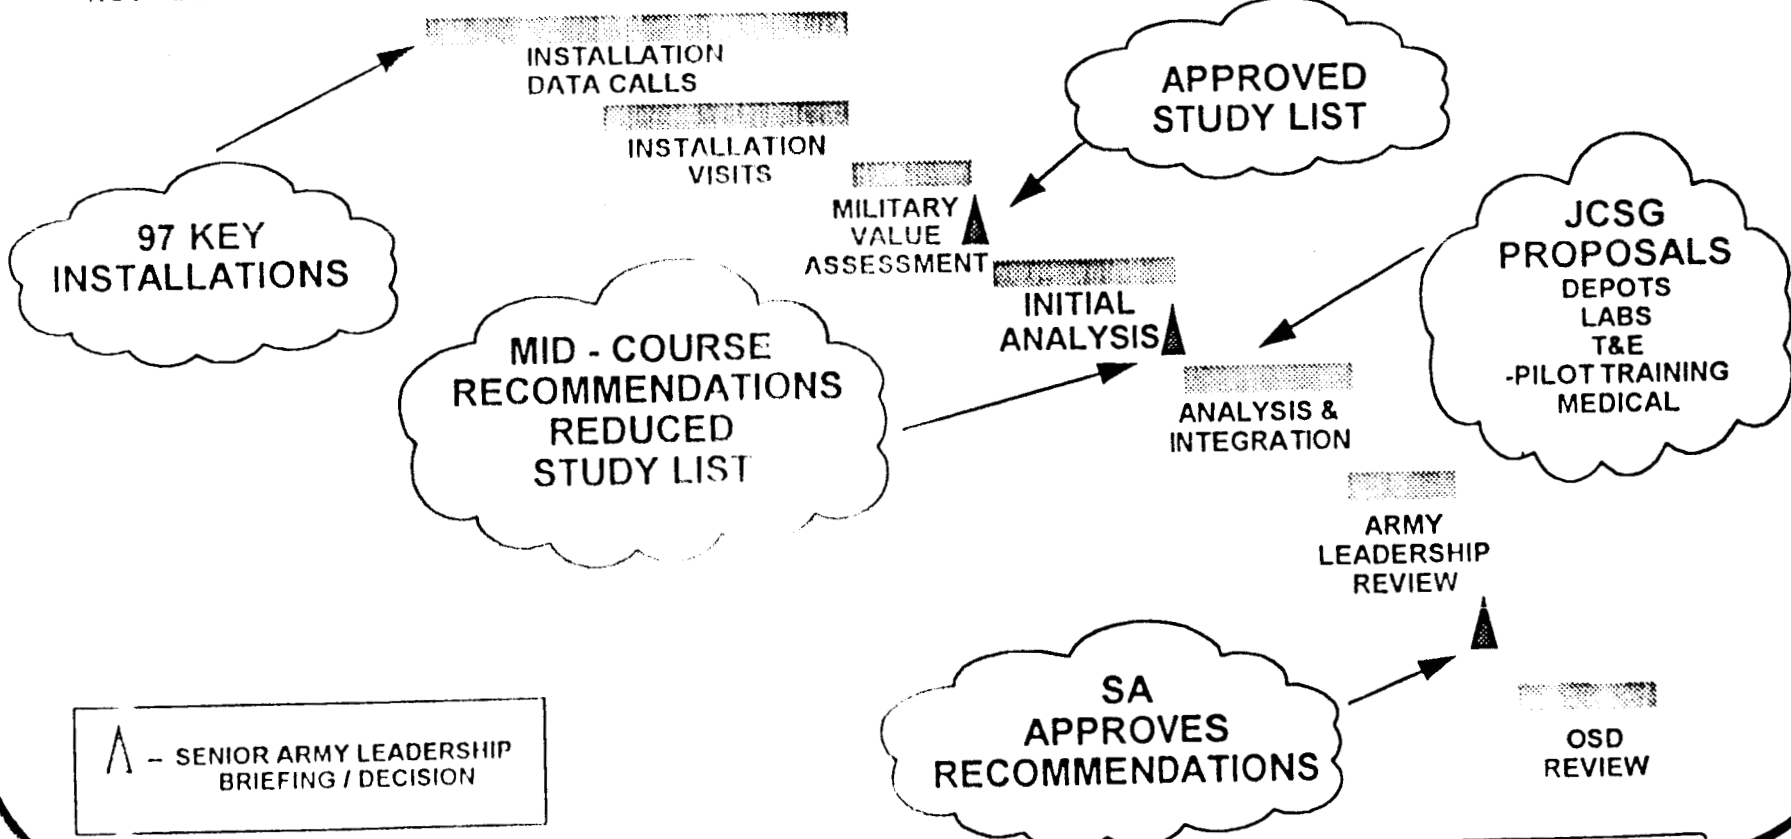 INSTALLATION
DATA CALLS
INSTALLATION
VISITS
APPROVED
STUDY LIST
97 KEY
INSTALLATIONS
MILITARY
VALUE
ASSESSMENT
JCSG
PROPOSALS
DEPOTS
LABS
T&E
-PILOT TRAINING
MEDICAL
INITIAL
ANALYSIS
MID - COURSE
RECOMMENDATIONS
REDUCED
STUDY LIST
ANALYSIS &
INTEGRATION
ARMY
LEADERSHIP
REVIEW
SA
APPROVES
RECOMMENDATIONS
OSD
REVIEW
– SENIOR ARMY LEADERSHIP
BRIEFING / DECISION